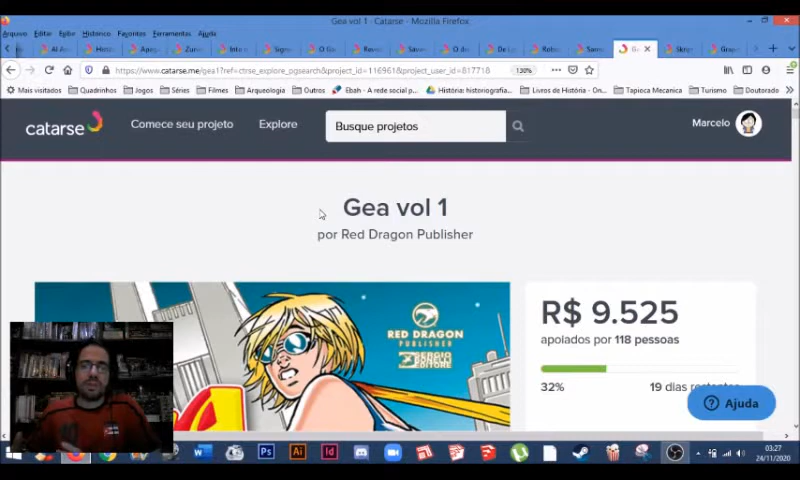 Gea vol 1 · Catarse - Mozilla Firefox
Arquivo Editar Exibir Histórico Favoritos Ferramentas Ajuda
https://www.catarse.me/gea1?ref=ctrse_explore_pgsearch&project_id=116961&project_user_id=817718
130%
Mais visitados Quadrinhos Jogos Séries Filmes Arqueologia Outros Ebah - A rede social p... História: historiografia... Livros de História - On... Tapioca Mecanica Turismo Doutorado
catarse
Comece seu projeto
Explore
Busque projetos
Marcelo
Gea vol 1
por Red Dragon Publisher
RED DRAGON
PUBLISHER
SERGIO BONELLI
EDITORE
R$ 9.525
apoiados por 118 pessoas
32%
19 dias restantes
Ajuda
03:27
24/11/2020